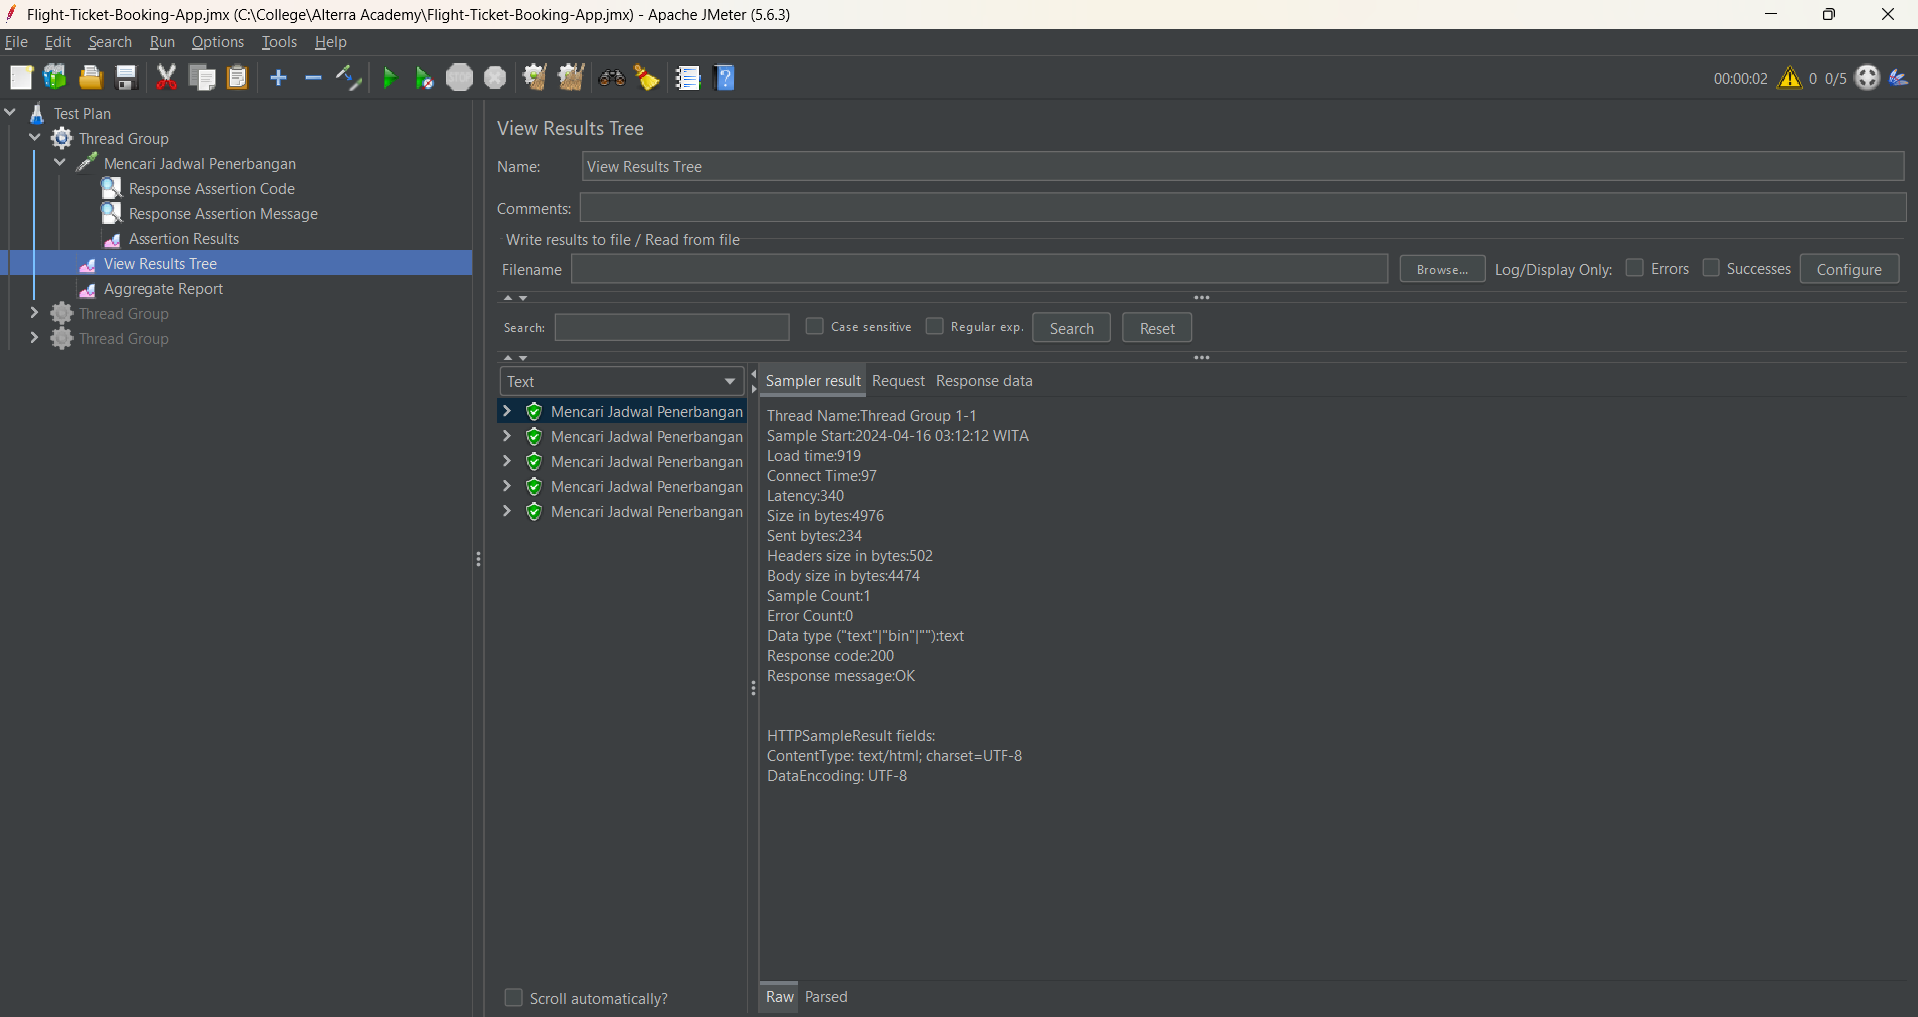 Flight-Ticket-Booking-App.jmx (C:\College\Alterra Academy\Flight-Ticket-Booking-App.jmx) - Apache JMeter (5.6.3)
File Edit Search Run Options Tools Help
STOP
00:00:02 0 0/5
Test Plan
Thread Group
Mencari Jadwal Penerbangan
Response Assertion Code
Response Assertion Message
Assertion Results
View Results Tree
Aggregate Report
Thread Group
Thread Group
View Results Tree
Name: View Results Tree
Comments:
Write results to file / Read from file
Filename Browse... Log/Display Only: Errors Successes Configure
Search: Case sensitive Regular exp. Search Reset
Text
Mencari Jadwal Penerbangan
Mencari Jadwal Penerbangan
Mencari Jadwal Penerbangan
Mencari Jadwal Penerbangan
Mencari Jadwal Penerbangan
Scroll automatically?
Sampler result Request Response data
Thread Name:Thread Group 1-1
Sample Start:2024-04-16 03:12:12 WITA
Load time:919
Connect Time:97
Latency:340
Size in bytes:4976
Sent bytes:234
Headers size in bytes:502
Body size in bytes:4474
Sample Count:1
Error Count:0
Data type ("text"|"bin"|""):text
Response code:200
Response message:OK
HTTPSampleResult fields:
ContentType: text/html; charset=UTF-8
DataEncoding: UTF-8
Raw Parsed